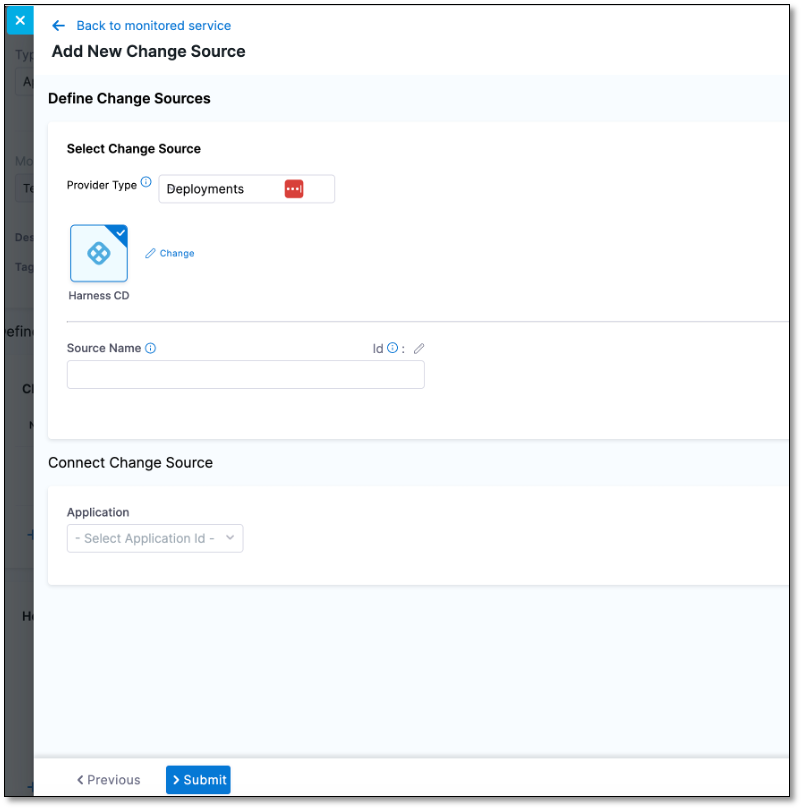 Back to monitored service
Add New Change Source
Define Change Sources
Select Change Source
Provider Type
Deployments
Change
Harness CD
Source Name
Id :
Connect Change Source
Application
- Select Application Id -
Previous
Submit